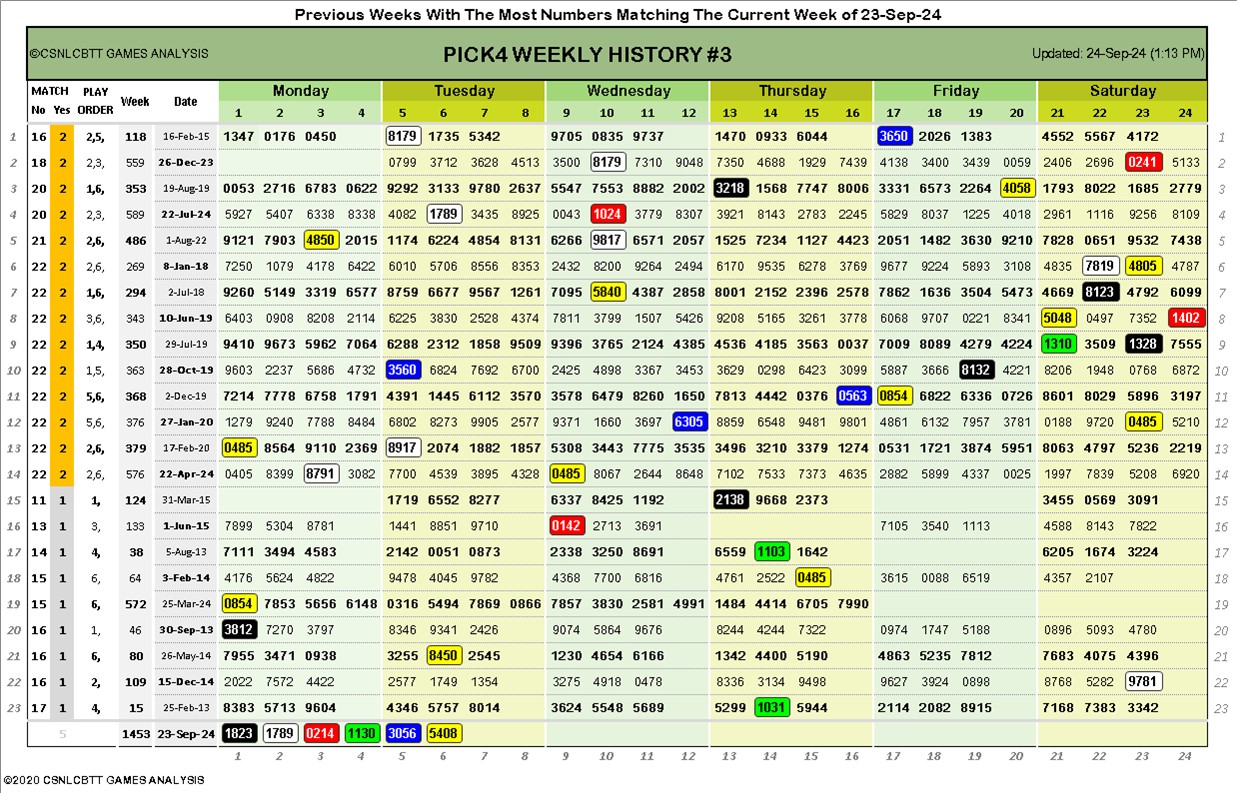 Previous Weeks With The Most Numbers Matching The Current Week of 23-Sep-24
©CSNLCBTT GAMES ANALYSIS PICK4 WEEKLY HISTORY #3 Updated: 24-Sep-24 (1:13 PM)
MATCH PLAY Week Date Monday Tuesday Wednesday Thursday Friday Saturday
No Yes ORDER 1 2 3 4 5 6 7 8 9 10 11 12 13 14 15 16 17 18 19 20 21 22 23 24
1 16 2 2,5, 118 16-Feb-15 1347 0176 0450 8179 1735 5342 9705 0835 9737 1470 0933 6044 3650 2026 1383 4552 5567 4172 1
2 18 2 2,3, 559 26-Dec-23 0799 3712 3628 4513 3500 8179 7310 9048 7350 4688 1929 7439 4138 3400 3439 0059 2406 2696 0241 5133 2
3 20 2 1,6, 353 19-Aug-19 0053 2716 6783 0622 9292 3133 9780 2637 5547 7553 8882 2002 3218 1568 7747 8006 3331 6573 2264 4058 1793 8022 1685 2779 3
4 20 2 2,3, 589 22-Jul-24 5927 5407 6338 8338 4082 1789 3435 8925 0043 1024 3779 8307 3921 8143 2783 2245 5829 8037 1225 4018 2961 1116 9256 8109 4
5 21 2 2,6, 486 1-Aug-22 9121 7903 4850 2015 1174 6224 4854 8131 6266 9817 6571 2057 1525 7234 1127 4423 2051 1482 3630 9210 7828 0651 9532 7438 5
6 22 2 2,6, 269 8-Jan-18 7250 1079 4178 6422 6010 5706 8556 8353 2432 8200 9264 2494 6170 9535 6278 3769 9677 9224 5893 3108 4835 7819 4805 4787 6
7 22 2 1,6, 294 2-Jul-18 9260 5149 3319 6577 8759 6677 9567 1261 7095 5840 4387 2858 8001 2152 2396 2578 7862 1636 3504 5473 4669 8123 4792 6099 7
8 22 2 3,6, 343 10-Jun-19 6403 0908 8208 2114 6225 3830 2528 4374 7811 3799 1507 5426 9208 5165 3261 3778 6068 9707 0221 8341 5048 0497 7352 1402 8
9 22 2 1,4, 350 29-Jul-19 9410 9673 5962 7064 6288 2312 1858 9509 9396 3765 2124 4385 4536 4185 3563 0037 7009 8089 4279 4224 1310 3509 1328 7555 9
10 22 2 1,5, 363 28-Oct-19 9603 2237 5686 4732 3560 6824 7692 6700 2425 4898 3367 3453 3629 0298 6423 3099 5887 3666 8132 4221 8206 1948 0768 6872 10
11 22 2 5,6, 368 2-Dec-19 7214 7778 6758 1791 4391 1445 6112 3570 3578 6479 8260 1650 7813 4442 0376 0563 0854 6822 6336 0726 8601 8029 5896 3197 11
12 22 2 5,6, 376 27-Jan-20 1279 9240 7788 8484 6802 8273 9905 2577 9371 1660 3697 6305 8859 6548 9481 9801 4861 6132 7957 3781 0188 9720 0485 5210 12
13 22 2 2,6, 379 17-Feb-20 0485 8564 9110 2369 8917 2074 1882 1857 5308 3443 7775 3535 3496 3210 3379 1274 0531 1721 3874 5951 8063 4797 5236 2219 13
14 22 2 2,6, 576 22-Apr-24 0405 8399 8791 3082 7700 4539 3895 4328 0485 8067 2644 8648 7102 7533 7373 4635 2882 5899 4337 0025 1997 7839 5208 6920 14
15 11 1 1, 124 31-Mar-15 1719 6552 8277 6337 8425 1192 2138 9668 2373 3455 0569 3091 15
16 13 1 3, 133 1-Jun-15 7899 5304 8781 1441 8851 9710 0142 2713 3691 7105 3540 1113 4588 8143 7822 16
17 14 1 4, 38 5-Aug-13 7111 3494 4583 2142 0051 0873 2338 3250 8691 6559 1103 1642 6205 1674 3224 17
18 15 1 6, 64 3-Feb-14 4176 5624 4822 9478 4045 9782 4368 7700 6816 4761 2522 0485 3615 0088 6519 4357 2107 18
19 15 1 6, 572 25-Mar-24 0854 7853 5656 6148 0316 5494 7869 0866 7857 3830 2581 4991 1484 4414 6705 7990 19
20 16 1 1, 46 30-Sep-13 3812 7270 3797 8346 9341 2426 9074 5864 9676 8244 4244 7322 0974 1747 5188 0896 5093 4780 20
21 16 1 6, 80 26-May-14 7955 3471 0938 3255 8450 2545 1230 4654 6166 1342 4400 5190 4863 5235 7812 7683 4075 4396 21
22 16 1 2, 109 15-Dec-14 2022 7572 4422 2577 1749 1354 3275 4918 0478 8336 3134 9498 9627 3924 0898 8768 5282 9781 22
23 17 1 4, 15 25-Feb-13 8383 5713 9604 4346 5757 8014 3624 5548 5689 5299 1031 5944 2114 2082 8915 7168 7383 3342 23
5 1453 23-Sep-24 1823 1789 0214 1130 3056 5408
1 2 3 4 5 6 7 8 9 10 11 12 13 14 15 16 17 18 19 20 21 22 23 24
©2020 CSNLCBTT GAMES ANALYSIS